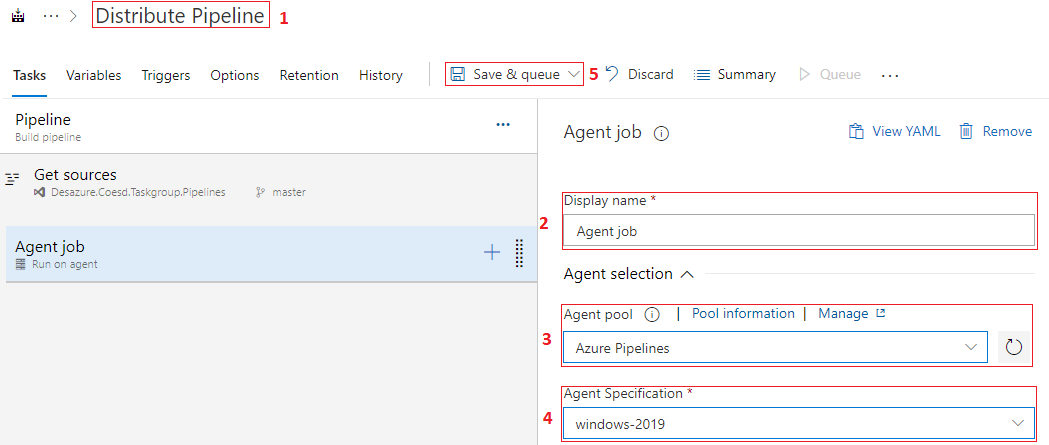 ... > Distribute Pipeline 1
Tasks Variables Triggers Options Retention History Save & queue 5 Discard Summary Queue ...
Pipeline ...
Build pipeline
Get sources
Desazure.Coesd.Taskgroup.Pipelines master
Agent job
Run on agent
Agent job View YAML Remove
Display name *
2 Agent job
Agent selection
Agent pool | Pool information | Manage
3 Azure Pipelines
Agent Specification *
4 windows-2019